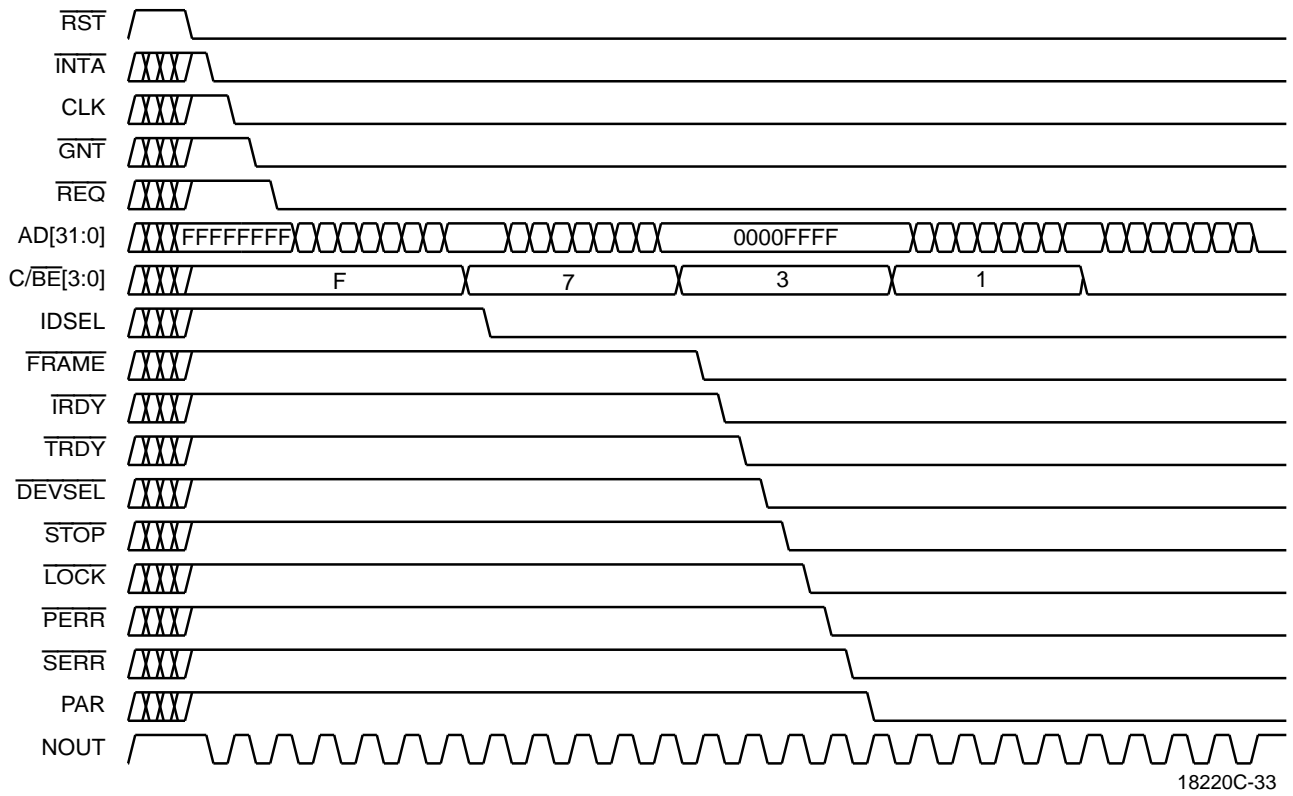 RST
INTA
CLK
GNT
REQ
AD[31:0] FFFFFFFF 0000FFFF
C/BE[3:0] F 7 3 1
IDSEL
FRAME
IRDY
TRDY
DEVSEL
STOP
LOCK
PERR
SERR
PAR
NOUT
18220C-33